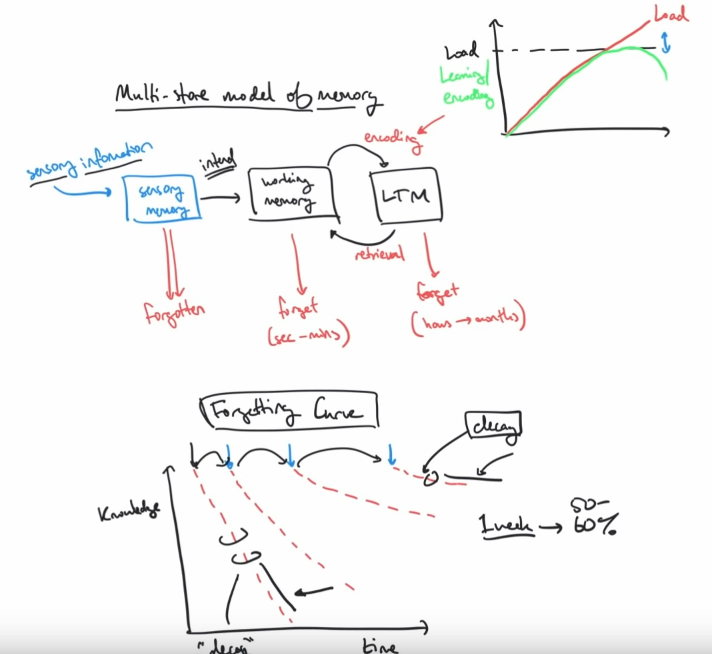 Load
Load
Learning/
encoding
Multi-store model of memory
encoding
sensory information
intend
sensory
memory
working
memory
LTM
retrieval
forgotten
forget
(sec-mins)
forget
(hours → months)
Forgetting Curve
decay
Knowledge
1 week → 50-
60%
"decay"
time